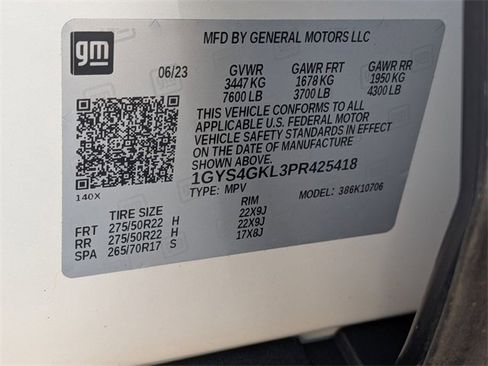 gm
MFD BY GENERAL MOTORS LLC
06/23 GVWR GAWR FRT GAWR RR
3447 KG 1678 KG 1950 KG
7600 LB 3700 LB 4300 LB
THIS VEHICLE CONFORMS TO ALL
APPLICABLE U.S. FEDERAL MOTOR
VEHICLE SAFETY STANDARDS IN EFFECT
ON THE DATE OF MANUFACTURE
SHOWN ABOVE.
1GYS4GKL3PR425418
140X TYPE: MPV MODEL: 386K10706
TIRE SIZE RIM
FRT 275/50R22 H 22X9J
RR 275/50R22 H 22X9J
SPA 265/70R17 S 17X8J